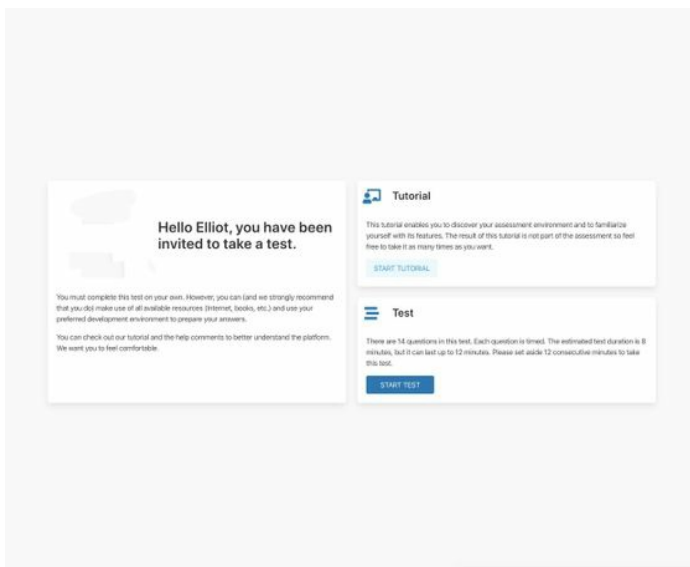 Hello Elliot, you have been
invited to take a test.
You must complete this test on your own. However, you can (and we strongly recommend
that you do) make use of all available resources (Internet, books, etc.) and use your
preferred development environment to prepare your answers.
You can check out our tutorial and the help comments to better understand the platform.
We want you to feel comfortable.
Tutorial
This tutorial enables you to discover your assessment environment and to familiarize
yourself with its features. The result of this tutorial is not part of the assessment so feel
free to take it as many times as you want.
START TUTORIAL
Test
There are 14 questions in this test. Each question is timed. The estimated test duration is 8
minutes, but it can last up to 12 minutes. Please set aside 12 consecutive minutes to take
this test.
START TEST